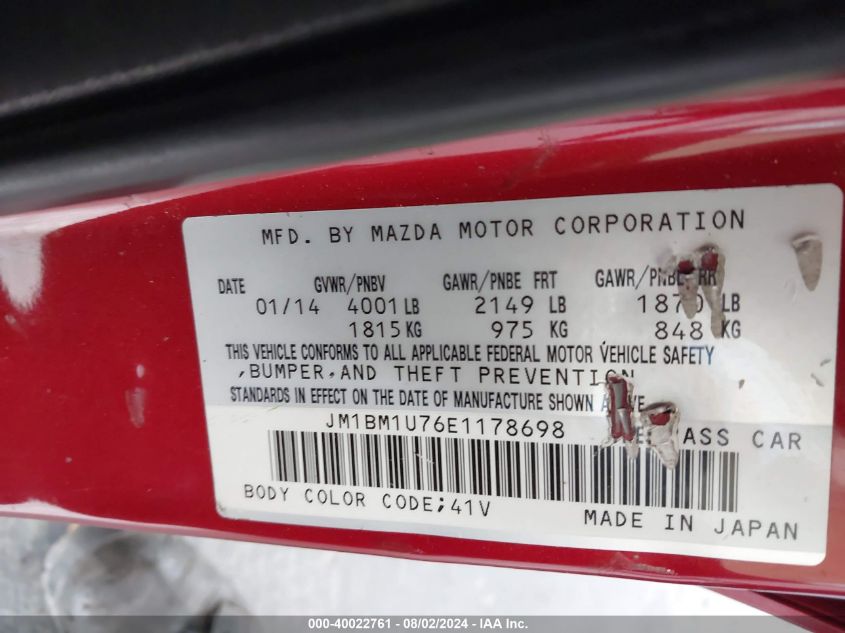 MFD. BY MAZDA MOTOR CORPORATION
DATE GVWR/PNBV GAWR/PNBE FRT GAWR/PNBE RR
01/14 4001 LB 2149 LB LB
1815 KG 975 KG 848 KG
THIS VEHICLE CONFORMS TO ALL APPLICABLE FEDERAL MOTOR VEHICLE SAFETY
,BUMPER,AND THEFT PREVENTION
STANDARDS IN EFFECT ON THE DATE OF MANUFACTURE SHOWN ABOVE
JM1BM1U76E1178698 CAR
BODY COLOR CODE;41V
MADE IN JAPAN
000-40022761 - 08/02/2024 - IAA Inc.